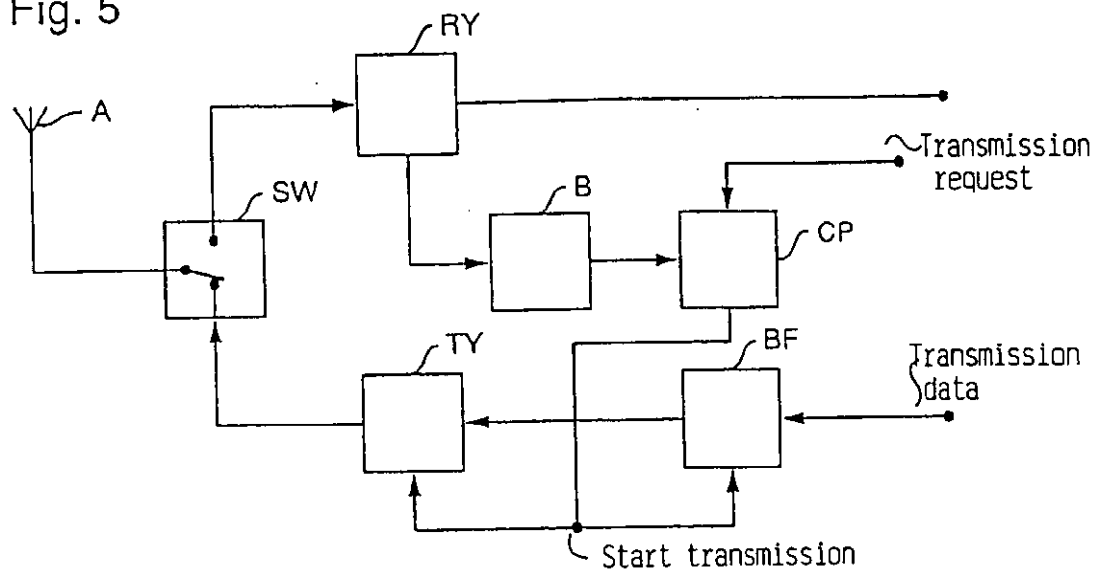 Fig. 5
RY
A
Transmission
request
SW
B
CP
TY
BF
Transmission
data
Start transmission